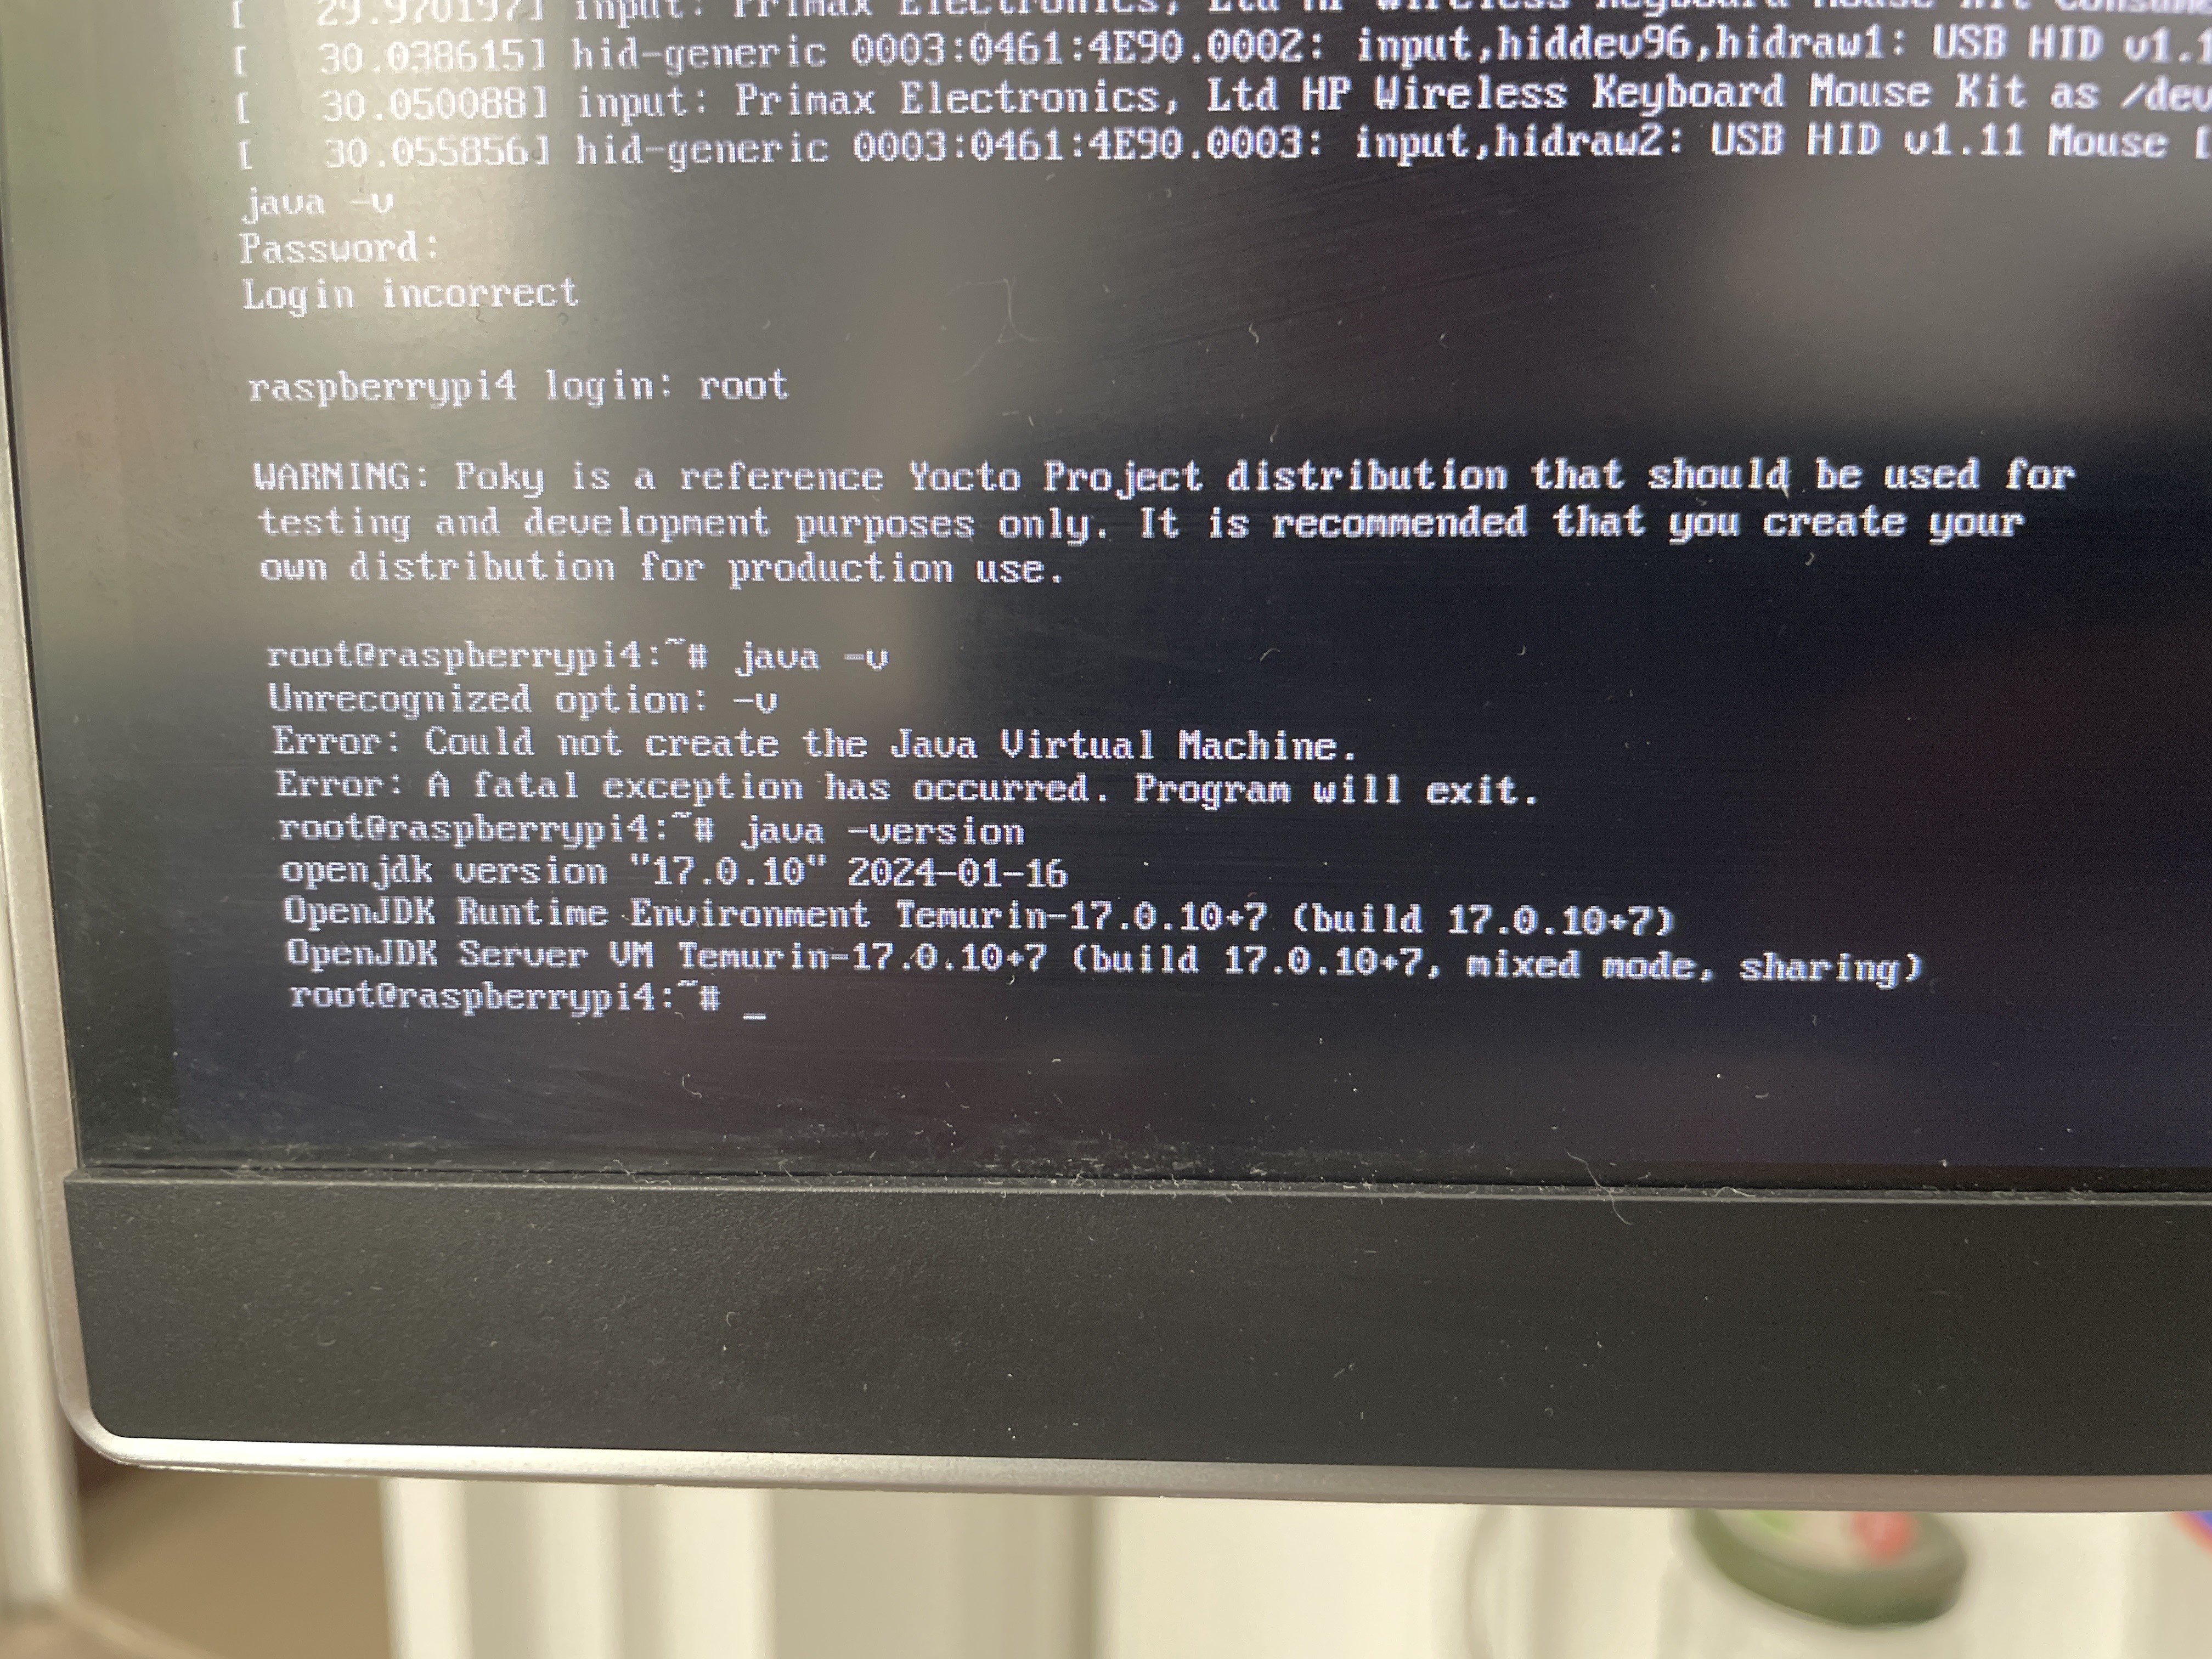 [   29.970197] input: Primax Electronics, Ltd HP Wireless Keyboard Mouse Kit
[   30.038615] hid-generic 0003:0461:4E90.0002: input,hiddev96,hidraw1: USB HID v1.1
[   30.050088] input: Primax Electronics, Ltd HP Wireless Keyboard Mouse Kit as /dev
[   30.055856] hid-generic 0003:0461:4E90.0003: input,hidraw2: USB HID v1.11 Mouse [
java -v
Password:
Login incorrect
raspberrypi4 login: root
WARNING: Poky is a reference Yocto Project distribution that should be used for
testing and development purposes only. It is recommended that you create your
own distribution for production use.
root@raspberrypi4:~# java -v
Unrecognized option: -v
Error: Could not create the Java Virtual Machine.
Error: A fatal exception has occurred. Program will exit.
root@raspberrypi4:~# java -version
openjdk version "17.0.10" 2024-01-16
OpenJDK Runtime Environment Temurin-17.0.10+7 (build 17.0.10+7)
OpenJDK Server VM Temurin-17.0.10+7 (build 17.0.10+7, mixed mode, sharing)
root@raspberrypi4:~# _